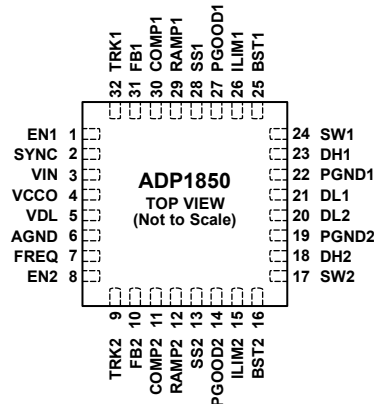 32 TRK1
31 FB1
30 COMP1
29 RAMP1
28 SS1
27 PGOOD1
26 ILIM1
25 BST1
EN1 1
SYNC 2
VIN 3
VCCO 4
VDL 5
AGND 6
FREQ 7
EN2 8
ADP1850
TOP VIEW
(Not to Scale)
24 SW1
23 DH1
22 PGND1
21 DL1
20 DL2
19 PGND2
18 DH2
17 SW2
TRK2 9
FB2 10
COMP2 11
RAMP2 12
SS2 13
PGOOD2 14
ILIM2 15
BST2 16